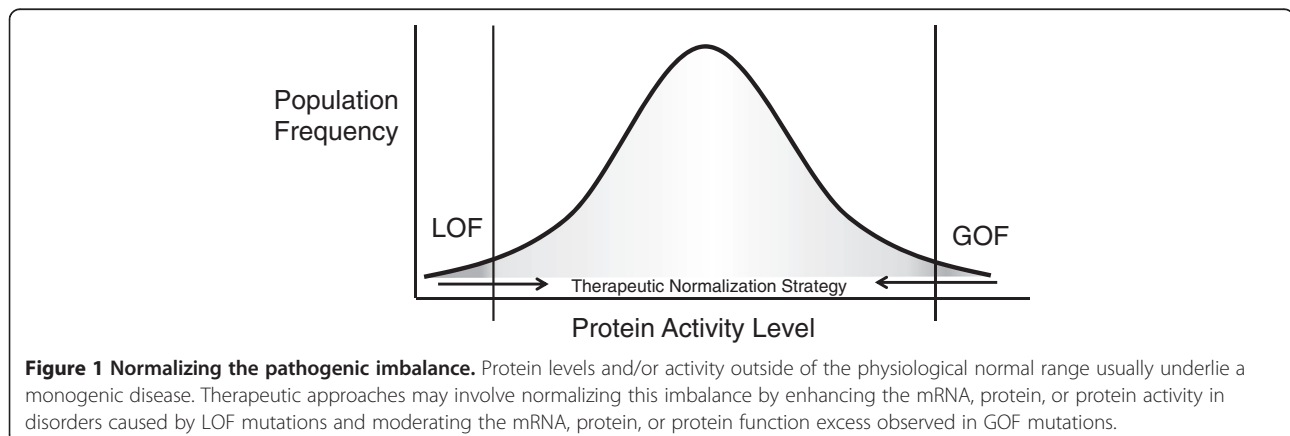 Population
Frequency
LOF
GOF
Therapeutic Normalization Strategy
Protein Activity Level
Figure 1 Normalizing the pathogenic imbalance. Protein levels and/or activity outside of the physiological normal range usually underlie a
monogenic disease. Therapeutic approaches may involve normalizing this imbalance by enhancing the mRNA, protein, or protein activity in
disorders caused by LOF mutations and moderating the mRNA, protein, or protein function excess observed in GOF mutations.